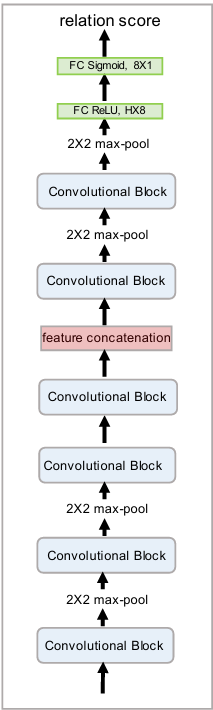 relation score
FC Sigmoid, 8X1
FC ReLU, HX8
2X2 max-pool
Convolutional Block
2X2 max-pool
Convolutional Block
feature concatenation
Convolutional Block
Convolutional Block
2X2 max-pool
Convolutional Block
2X2 max-pool
Convolutional Block